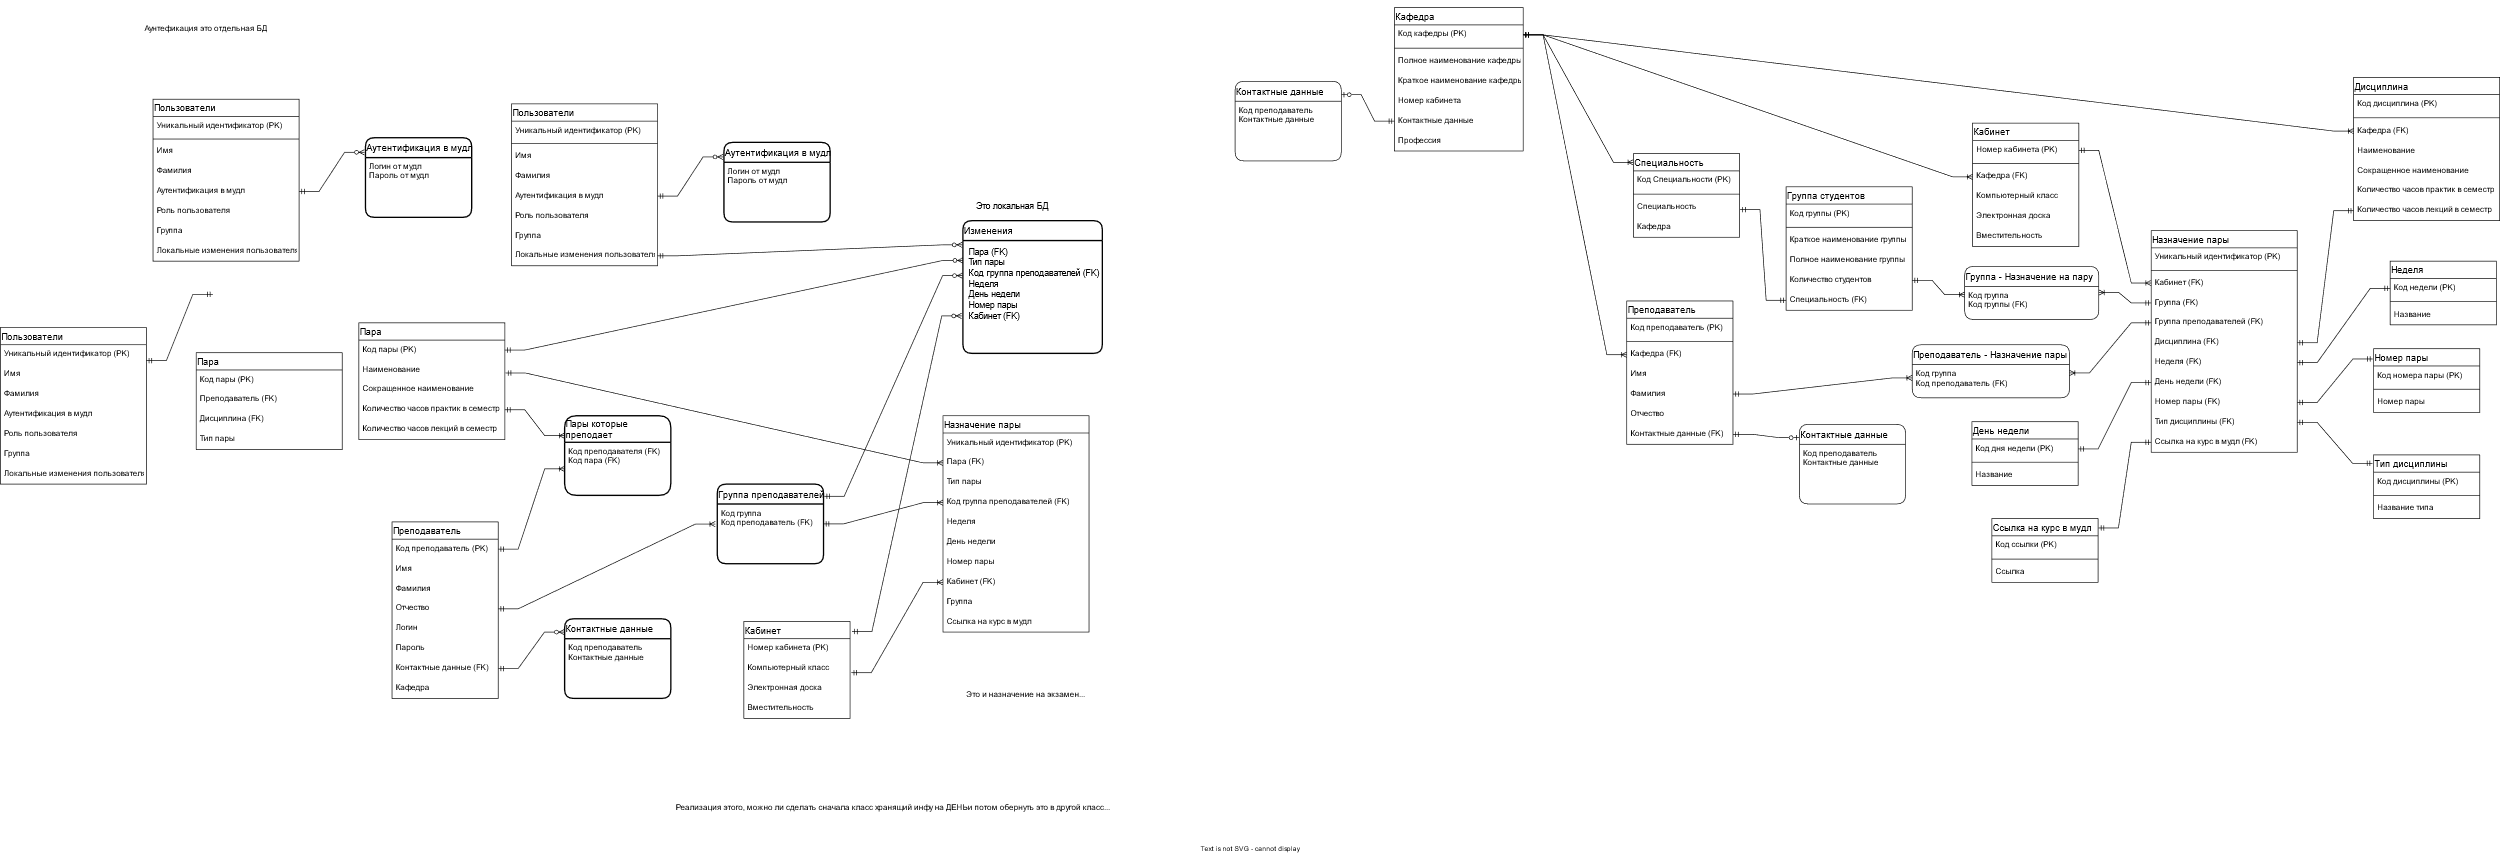 Аунтефикация это отдельная БД
Пользователи
Уникальный идентификатор (PK)
Имя
Фамилия
Аутентификация в мудл
Роль пользователя
Группа
Локальные изменения пользователя
Аутентификация в мудл
Логин от мудл
Пароль от мудл
Пользователи
Уникальный идентификатор (PK)
Имя
Фамилия
Аутентификация в мудл
Роль пользователя
Группа
Локальные изменения пользовател
Аутентификация в мудл
Логин от мудл
Пароль от мудл
Это локальная БД
Изменения
Пара (FK)
Тип пары
Код группа преподавателей (FK)
Неделя
День недели
Номер пары
Кабинет (FK)
Пользователи
Уникальный идентификатор (PK)
Имя
Фамилия
Аутентификация в мудл
Роль пользователя
Группа
Локальные изменения пользователя
Пара
Код пары (PK)
Преподаватель (FK)
Дисциплина (FK)
Тип пары
Пара
Код пары (PK)
Наименование
Сокращенное наименование
Количество часов практик в семестр
Количество часов лекций в семестр
Пары которые
преподает
Код преподавателя (FK)
Код пара (FK)
Преподаватель
Код преподаватель (PK)
Имя
Фамилия
Отчество
Логин
Пароль
Контактные данные (FK)
Кафедра
Контактные данные
Код преподаватель
Контактные данные
Группа преподавателей
Код группа
Код преподаватель (FK)
Кабинет
Номер кабинета (PK)
Компьютерный класс
Электронная доска
Вместительность
Назначение пары
Уникальный идентификатор (PK)
Пара (FK)
Тип пары
Код группа преподавателей (FK)
Неделя
День недели
Номер пары
Кабинет (FK)
Группа
Ссылка на курс в мудл
Это и назначение на экзамен...
Реализация этого, можно ли сделать сначала класс хранящий инфу на ДЕНЬи потом обернуть это в другой класс...
Контактные данные
Код преподаватель
Контактные данные
Кафедра
Код кафедры (PK)
Полное наименование кафедры
Краткое наименование кафедры
Номер кабинета
Контактные данные
Профессия
Специальность
Код Специальности (PK)
Специальность
Кафедра
Группа студентов
Код группы (PK)
Краткое наименование группы
Полное наименование группы
Количество студентов
Специальность (FK)
Преподаватель
Код преподаватель (PK)
Кафедра (FK)
Имя
Фамилия
Отчество
Контактные данные (FK)
Контактные данные
Код преподаватель
Контактные данные
Кабинет
Номер кабинета (PK)
Кафедра (FK)
Компьютерный класс
Электронная доска
Вместительность
Группа - Назначение на пару
Код группа
Код группы (FK)
Преподаватель - Назначение пары
Код группа
Код преподаватель (FK)
День недели
Код дня недели (PK)
Название
Ссылка на курс в мудл
Код ссылки (PK)
Ссылка
Назначение пары
Уникальный идентификатор (PK)
Кабинет (FK)
Группа (FK)
Группа преподавателей (FK)
Дисциплина (FK)
Неделя (FK)
День недели (FK)
Номер пары (FK)
Тип дисциплины (FK)
Ссылка на курс в мудл (FK)
Дисциплина
Код дисциплина (PK)
Кафедра (FK)
Наименование
Сокращенное наименование
Количество часов практик в семестр
Количество часов лекций в семестр
Неделя
Код недели (PK)
Название
Номер пары
Код номера пары (PK)
Номер пары
Тип дисциплины
Код дисциплины (PK)
Название типа
Text is not SVG - cannot display